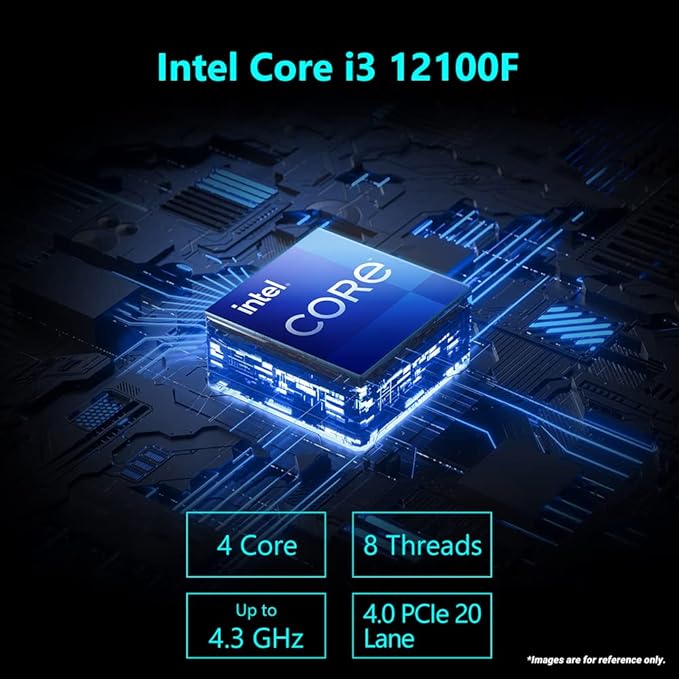 Intel Core i3 12100F
intel.
CORE™
4 Core
8 Threads
Up to
4.3 GHz
4.0 PCIe 20
Lane
*Images are for reference only.